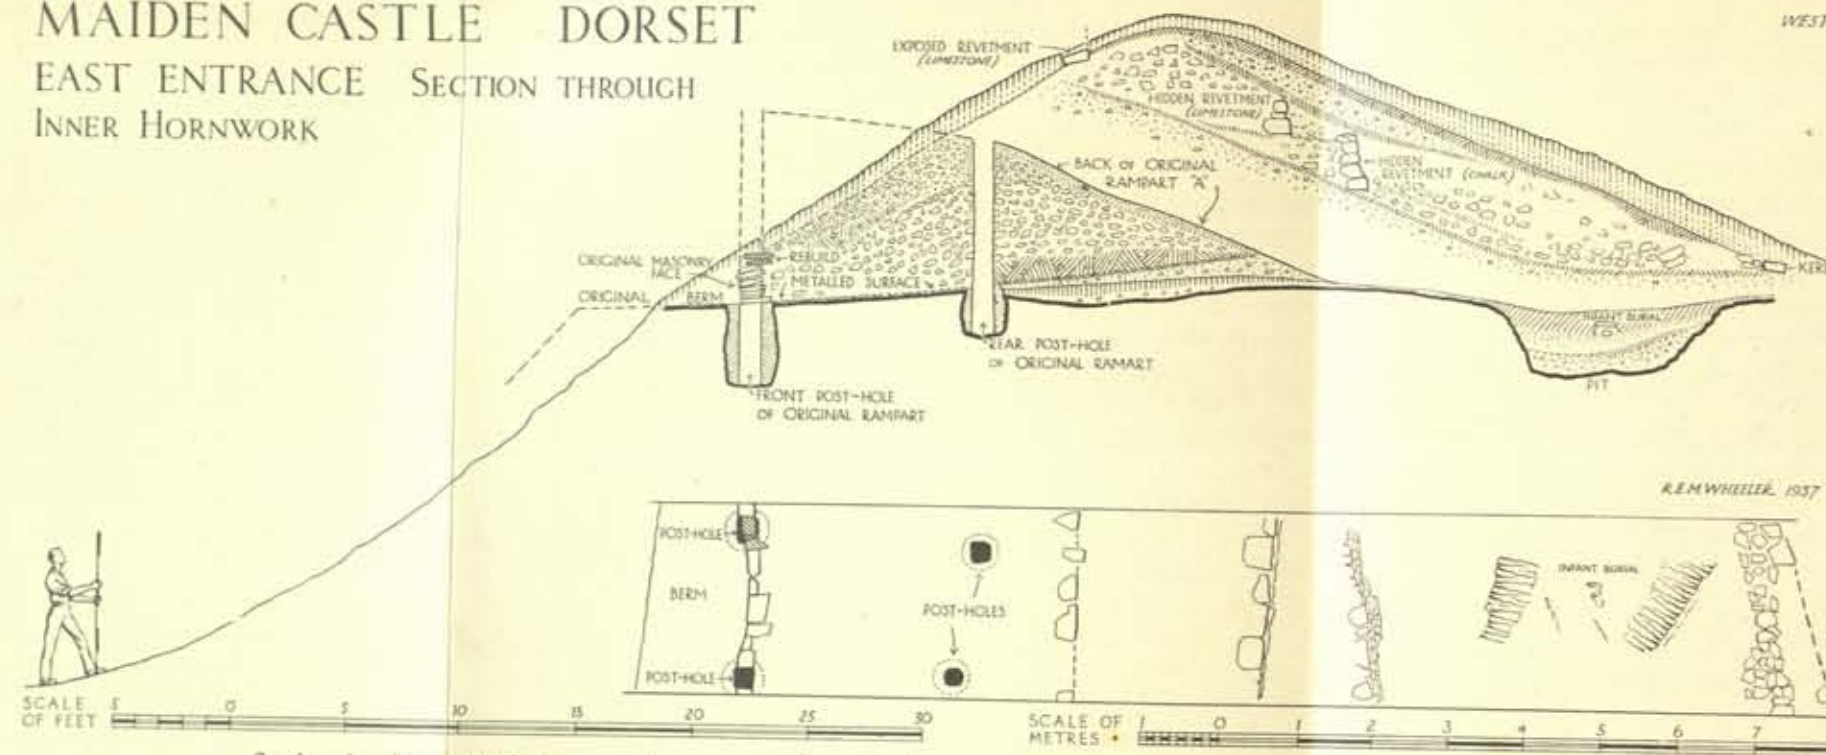 MAIDEN CASTLE DORSET
EAST ENTRANCE SECTION THROUGH
INNER HORNWORK
WEST
EXPOSED REVETMENT
(LIMESTONE)
HIDDEN REVETMENT
(LIMESTONE)
BACK OF ORIGINAL
RAMPART "A"
HIDDEN
REVETMENT (CHALK)
ORIGINAL MASONRY
FACE
REBUILD
METALLED SURFACE
ORIGINAL BERM
KER
INFANT BURIAL
PIT
REAR POST-HOLE
OF ORIGINAL RAMART
FRONT POST-HOLE
OF ORIGINAL RAMPART
R.E.M WHEELER 1937
POST-HOLE
BERM
POST-HOLES
INFANT BURIAL
POST-HOLE
SCALE OF FEET 5 0 5 10 15 20 25 30
SCALE OF METRES 1 0 1 2 3 4 5 6 7